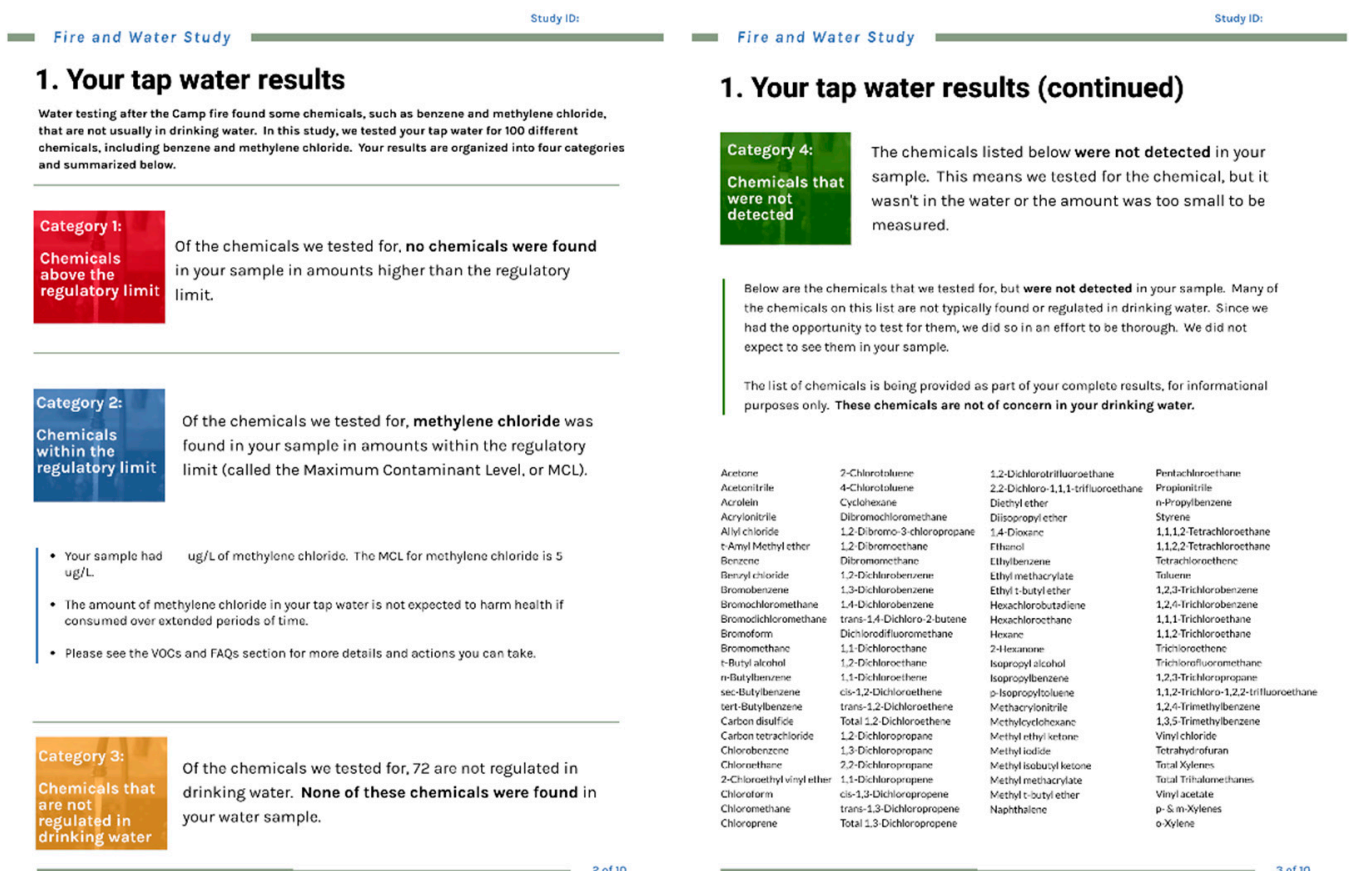 Study ID:
Fire and Water Study
1. Your tap water results
Water testing after the Camp fire found some chemicals, such as benzene and methylene chloride,
that are not usually in drinking water. In this study, we tested your tap water for 100 different
chemicals, including benzene and methylene chloride. Your results are organized into four categories
and summarized below.
Category 1:
Chemicals
above the
regulatory limit
Of the chemicals we tested for, no chemicals were found
in your sample in amounts higher than the regulatory
limit.
Category 2:
Chemicals
within the
regulatory limit
Of the chemicals we tested for, methylene chloride was
found in your sample in amounts within the regulatory
limit (called the Maximum Contaminant Level, or MCL).
• Your sample had ug/L of methylene chloride. The MCL for methylene chloride is 5
ug/L.
• The amount of methylene chloride in your tap water is not expected to harm health if
consumed over extended periods of time.
• Please see the VOCs and FAQs section for more details and actions you can take.
Category 3:
Chemicals that
are not
regulated in
drinking water
Of the chemicals we tested for, 72 are not regulated in
drinking water. None of these chemicals were found in
your water sample.
2 of 10
Study ID:
Fire and Water Study
1. Your tap water results (continued)
Category 4:
Chemicals that
were not
detected
The chemicals listed below were not detected in your
sample. This means we tested for the chemical, but it
wasn't in the water or the amount was too small to be
measured.
Below are the chemicals that we tested for, but were not detected in your sample. Many of
the chemicals on this list are not typically found or regulated in drinking water. Since we
had the opportunity to test for them, we did so in an effort to be thorough. We did not
expect to see them in your sample.
The list of chemicals is being provided as part of your complete results, for informational
purposes only. These chemicals are not of concern in your drinking water.
Acetone
Acetonitrile
Acrolein
Acrylonitrile
Allyl chloride
t-Amyl Methyl ether
Benzene
Benzyl chloride
Bromobenzene
Bromochloromethane
Bromodichloromethane
Bromoform
Bromomethane
t-Butyl alcohol
n-Butylbenzene
sec-Butylbenzene
tert-Butylbenzene
Carbon disulfide
Carbon tetrachloride
Chlorobenzene
Chloroethane
2-Chloroethyl vinyl ether
Chloroform
Chloromethane
Chloroprene
2-Chlorotoluene
4-Chlorotoluene
Cyclohexane
Dibromochloromethane
1,2-Dibromo-3-chloropropane
1,2-Dibromoethane
Dibromomethane
1,2-Dichlorobenzene
1,3-Dichlorobenzene
1,4-Dichlorobenzene
trans-1,4-Dichloro-2-butene
Dichlorodifluoromethane
1,1-Dichloroethane
1,2-Dichloroethane
1,1-Dichloroethene
cis-1,2-Dichloroethene
trans-1,2-Dichloroethene
Total 1,2-Dichloroethene
1,2-Dichloropropane
1,3-Dichloropropane
2,2-Dichloropropane
1,1-Dichloropropene
cis-1,3-Dichloropropene
trans-1,3-Dichloropropene
Total 1,3-Dichloropropene
1,2-Dichlorotrifluoroethane
2,2-Dichloro-1,1,1-trifluoroethane
Diethyl ether
Diisopropyl ether
1,4-Dioxane
Ethanol
Ethylbenzene
Ethyl methacrylate
Ethyl t-butyl ether
Hexachlorobutadiene
Hexachloroethane
Hexane
2-Hexanone
Isopropyl alcohol
Isopropylbenzene
p-Isopropyltoluene
Methacrylonitrile
Methylcyclohexane
Methyl ethyl ketone
Methyl iodide
Methyl isobutyl ketone
Methyl methacrylate
Methyl t-butyl ether
Naphthalene
Pentachloroethane
Propionitrile
n-Propylbenzene
Styrene
1,1,1,2-Tetrachloroethane
1,1,2,2-Tetrachloroethane
Tetrachloroethene
Toluene
1,2,3-Trichlorobenzene
1,2,4-Trichlorobenzene
1,1,1-Trichloroethane
1,1,2-Trichloroethane
Trichloroethene
Trichlorofluoromethane
1,2,3-Trichloropropane
1,1,2-Trichloro-1,2,2-trifluoroethane
1,2,4-Trimethylbenzene
1,3,5-Trimethylbenzene
Vinyl chloride
Tetrahydrofuran
Total Xylenes
Total Trihalomethanes
Vinyl acetate
p- & m-Xylenes
o-Xylene
3 of 10